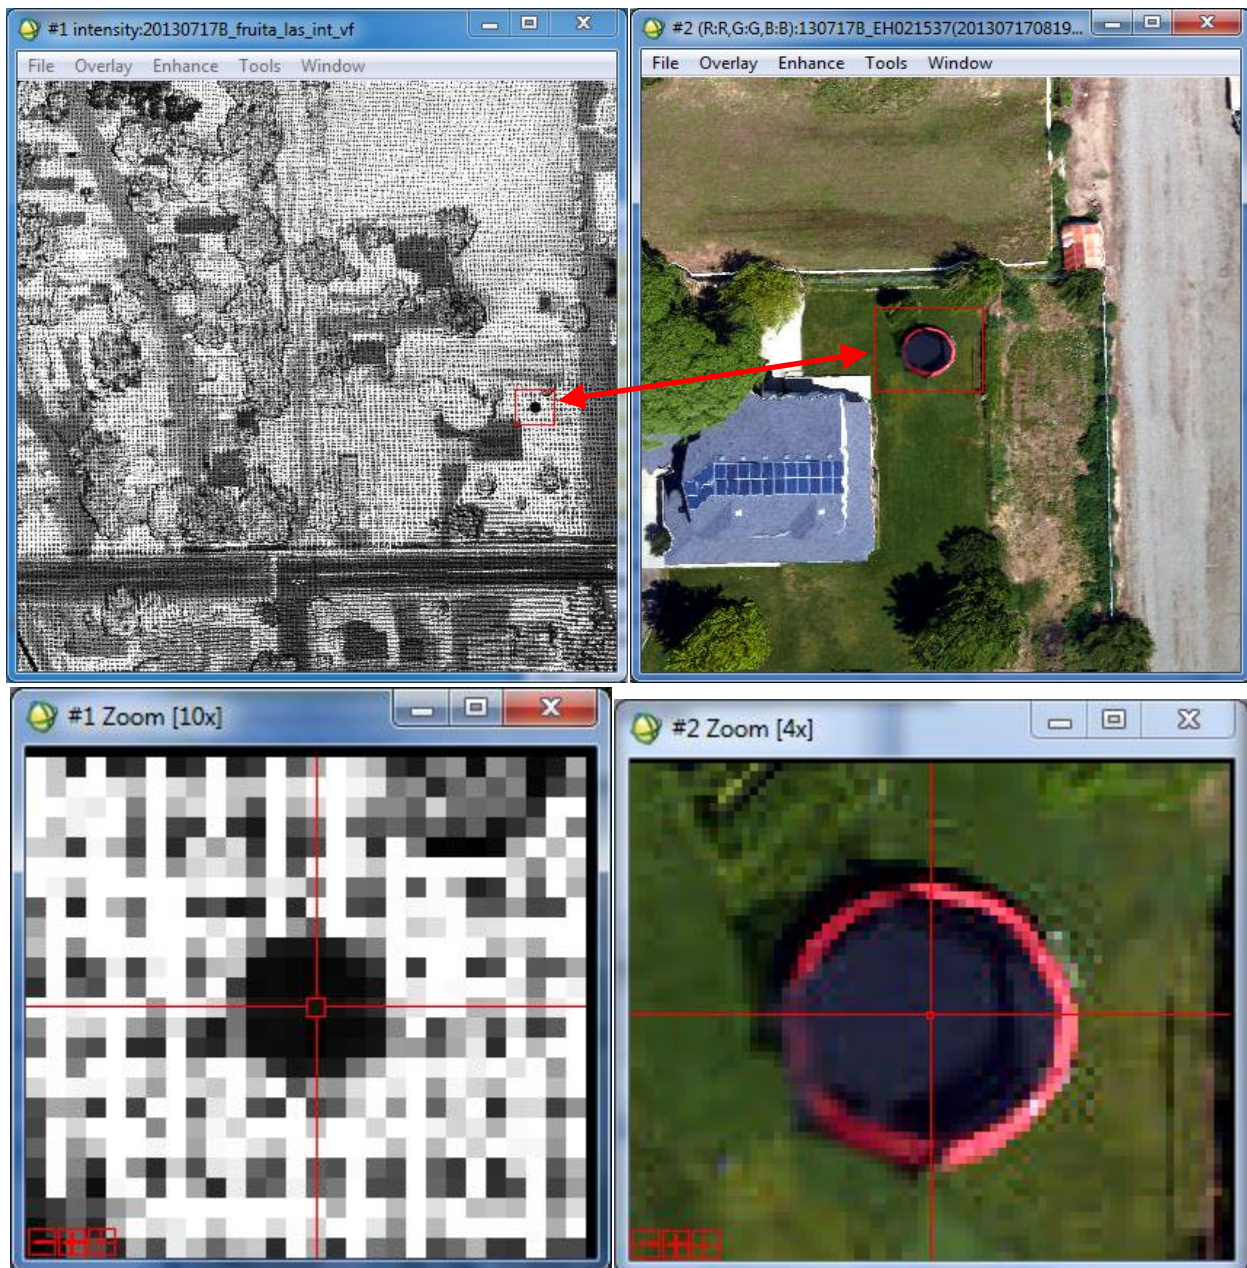 #1 intensity:20130717B_fruita_las_int_vf
File Overlay Enhance Tools Window
#2 (R:R,G:G,B:B):130717B_EH021537(201307170819...
File Overlay Enhance Tools Window
#1 Zoom [10x]
#2 Zoom [4x]